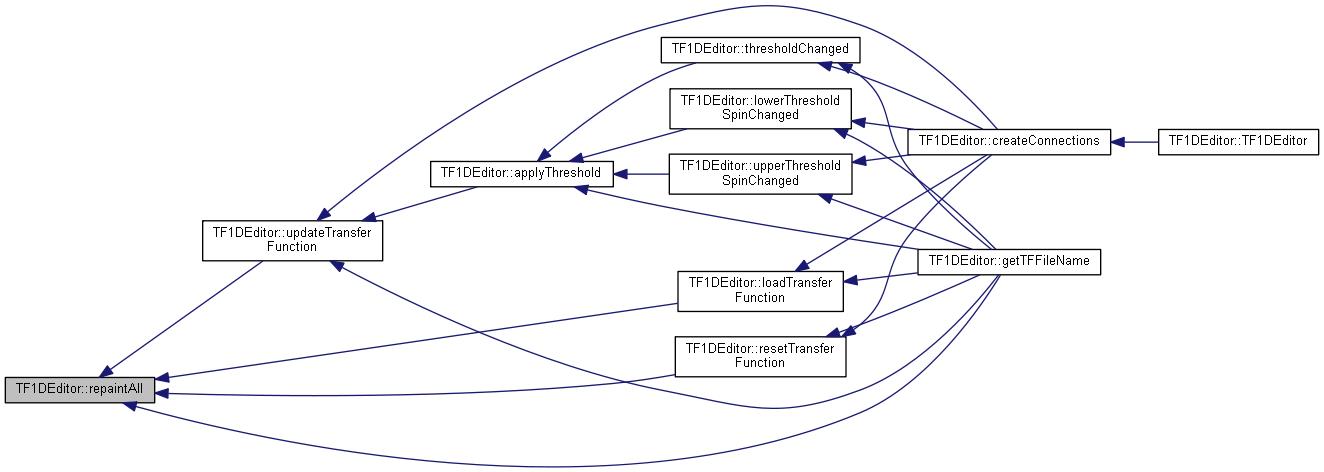 TF1DEditor::thresholdChanged
TF1DEditor::lowerThreshold
SpinChanged
TF1DEditor::createConnections
TF1DEditor::TF1DEditor
TF1DEditor::applyThreshold
TF1DEditor::upperThreshold
SpinChanged
TF1DEditor::updateTransfer
Function
TF1DEditor::getTFFileName
TF1DEditor::loadTransfer
Function
TF1DEditor::resetTransfer
Function
TF1DEditor::repaintAll